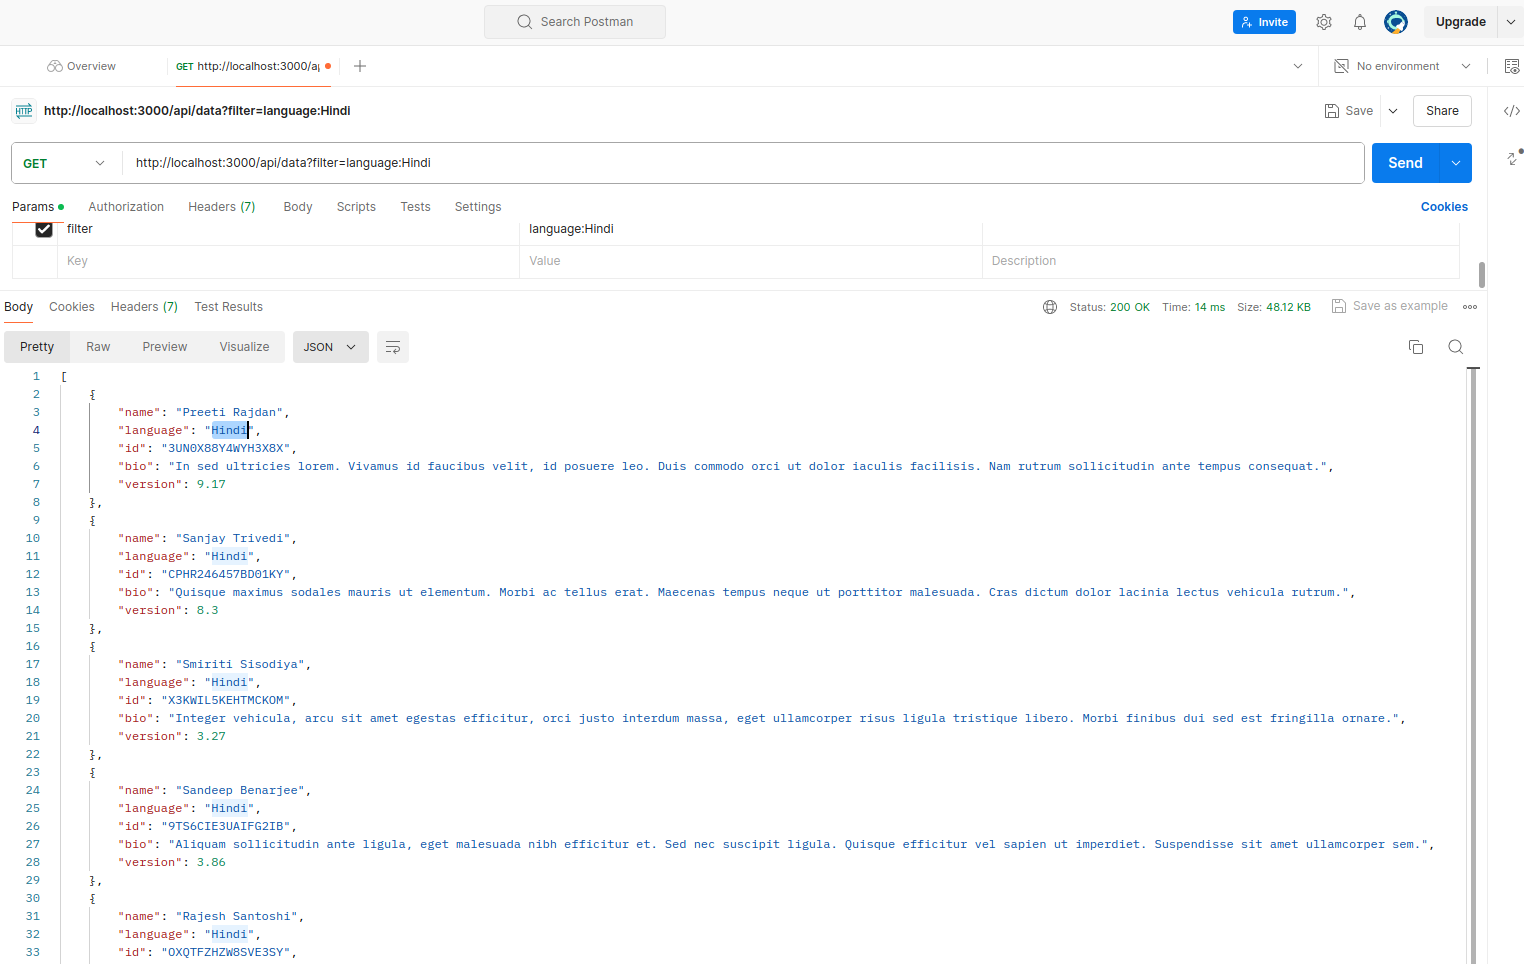 Search Postman
Invite
Upgrade
Overview
GET http://localhost:3000/a
No environment
HTTP http://localhost:3000/api/data?filter=language:Hindi
Save
Share
GET http://localhost:3000/api/data?filter=language:Hindi
Send
Params Authorization Headers (7) Body Scripts Tests Settings Cookies
filter language:Hindi
Key Value Description
Body Cookies Headers (7) Test Results Status: 200 OK Time: 14 ms Size: 48.12 KB Save as example
Pretty Raw Preview Visualize JSON
1 [
2 {
3 "name": "Preeti Rajdan",
4 "language": "Hindi",
5 "id": "3UN0X88Y4WYH3X8X",
6 "bio": "In sed ultricies lorem. Vivamus id faucibus velit, id posuere leo. Duis commodo orci ut dolor iaculis facilisis. Nam rutrum sollicitudin ante tempus consequat.",
7 "version": 9.17
8 },
9 {
10 "name": "Sanjay Trivedi",
11 "language": "Hindi",
12 "id": "CPHR246457BD01KY",
13 "bio": "Quisque maximus sodales mauris ut elementum. Morbi ac tellus erat. Maecenas tempus neque ut porttitor malesuada. Cras dictum dolor lacinia lectus vehicula rutrum.",
14 "version": 8.3
15 },
16 {
17 "name": "Smiriti Sisodiya",
18 "language": "Hindi",
19 "id": "X3KWIL5KEHTMCKOM",
20 "bio": "Integer vehicula, arcu sit amet egestas efficitur, orci justo interdum massa, eget ullamcorper risus ligula tristique libero. Morbi finibus dui sed est fringilla ornare.",
21 "version": 3.27
22 },
23 {
24 "name": "Sandeep Benarjee",
25 "language": "Hindi",
26 "id": "9TS6CIE3UAIFG2IB",
27 "bio": "Aliquam sollicitudin ante ligula, eget malesuada nibh efficitur et. Sed nec suscipit ligula. Quisque efficitur vel sapien ut imperdiet. Suspendisse sit amet ullamcorper sem.",
28 "version": 3.86
29 },
30 {
31 "name": "Rajesh Santoshi",
32 "language": "Hindi",
33 "id": "OXQTFZHZW8SVE3SY",